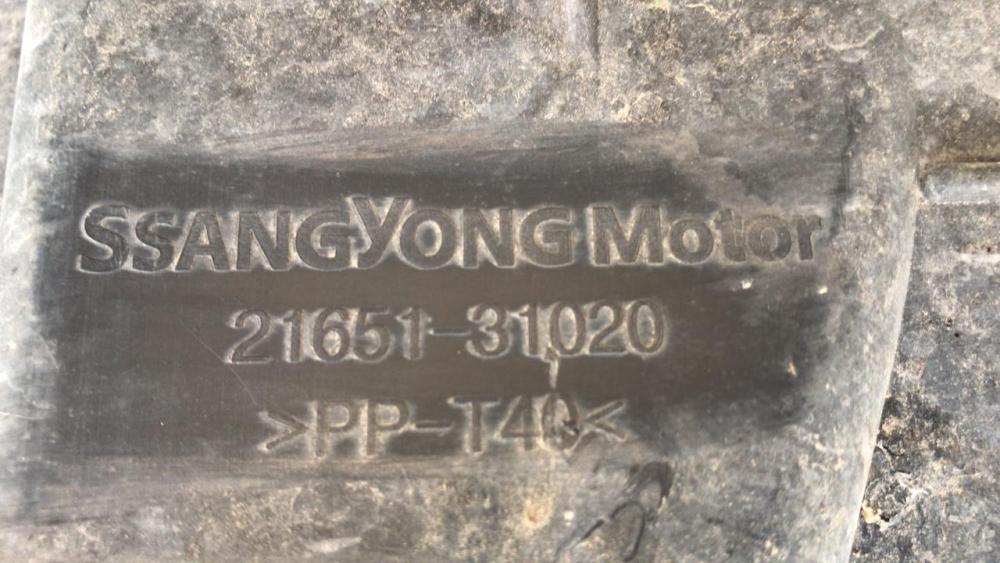 SSANGYONG Motor
21651-31020
>PP-T40<